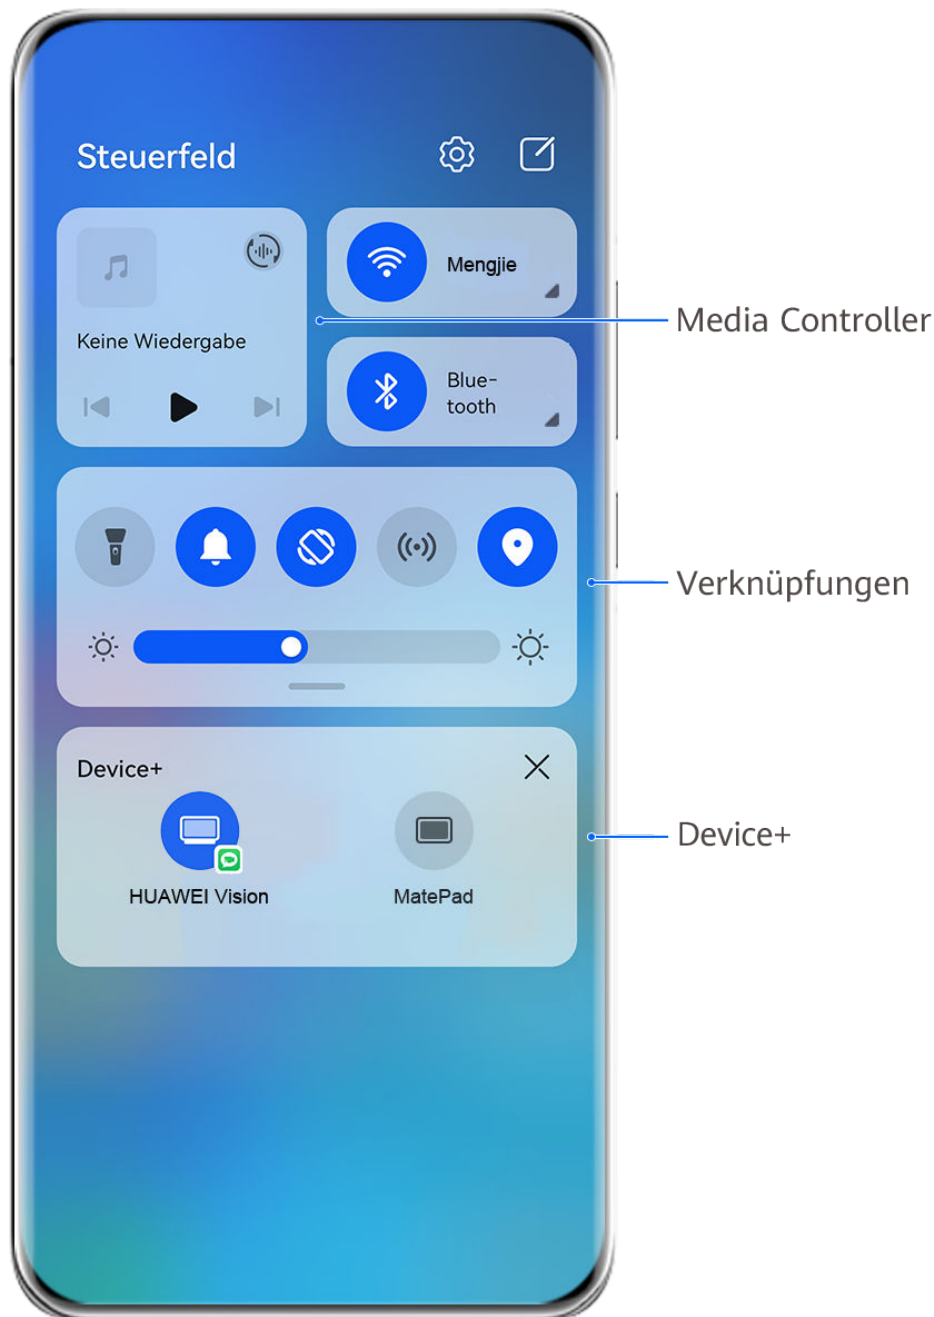 Steuerfeld
Keine Wiedergabe
Mengjie
Blue-
tooth
Media Controller
Verknüpfungen
Device+
HUAWEI Vision
MatePad
Device+